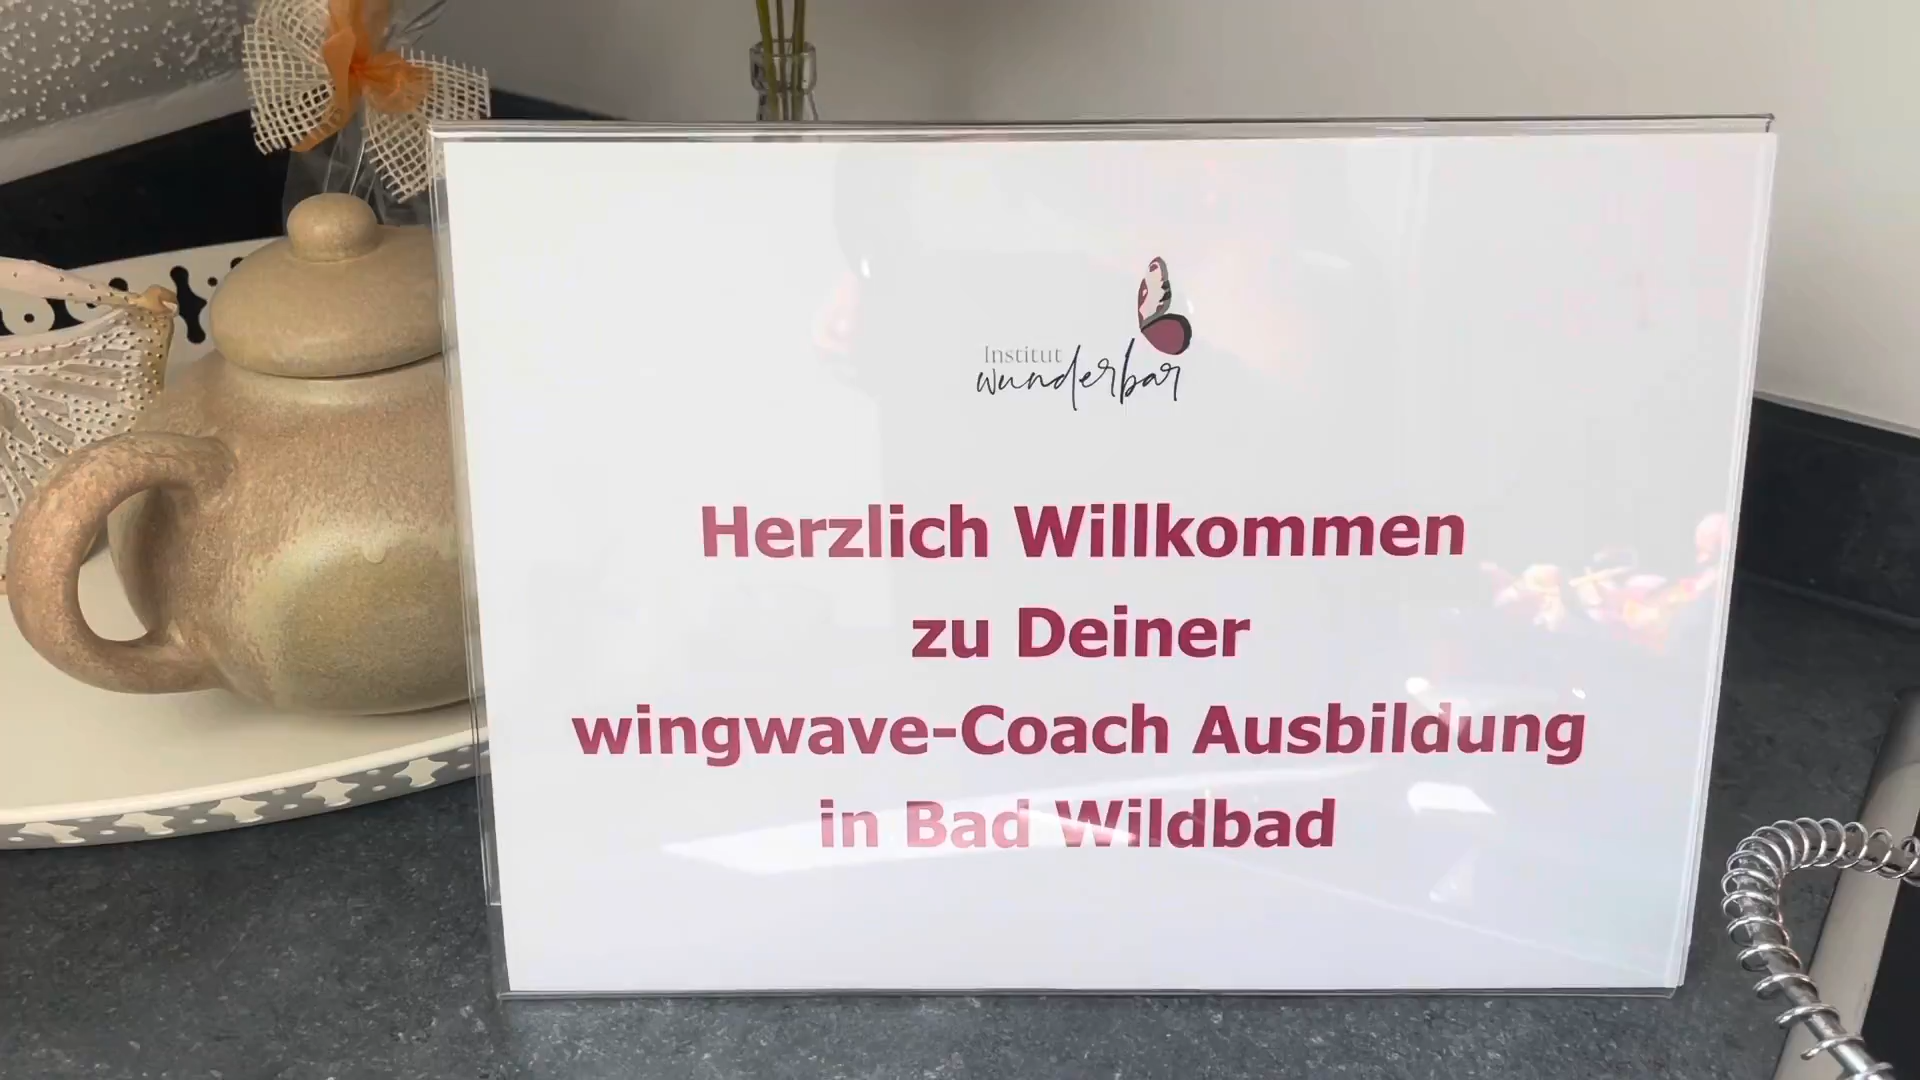 Institut
wunderbar
Herzlich Willkommen
zu Deiner
wingwave-Coach Ausbildung
in Bad Wildbad